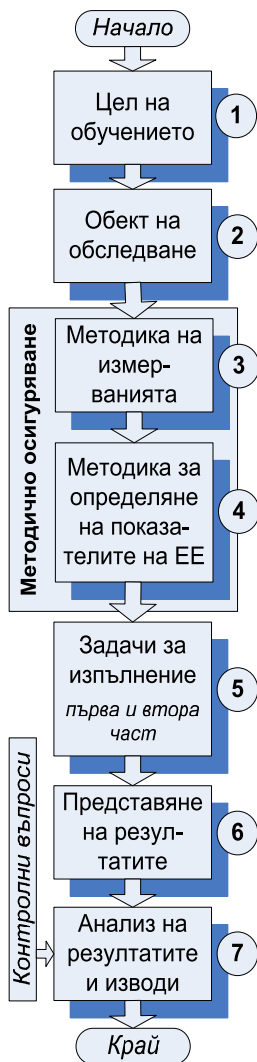 Начало
Цел на
обучението
1
Обект на
обследване
2
Методично осигуряване
Методика на
измер-
ванията
3
Методика за
определяне
на показа-
телите на ЕЕ
4
Задачи за
изпълнение
първа и втора
част
5
Контролни въпроси
Представяне
на резул-
татите
6
Анализ на
резултатите
и изводи
7
Край